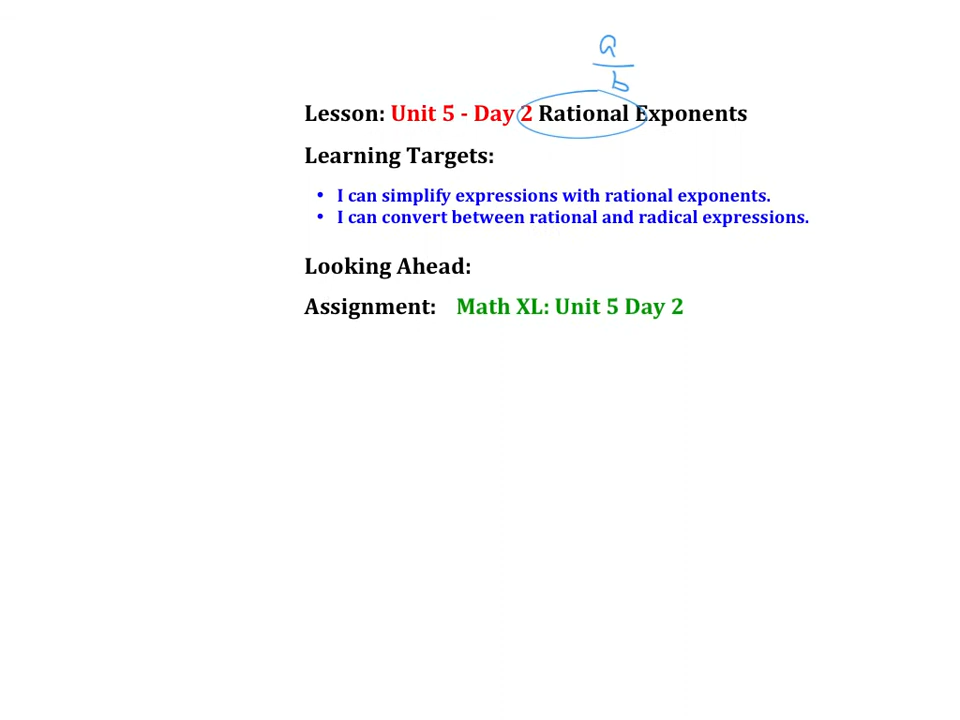 a
b
Lesson: Unit 5 - Day 2 Rational Exponents
Learning Targets:
• I can simplify expressions with rational exponents.
• I can convert between rational and radical expressions.
Looking Ahead:
Assignment: Math XL: Unit 5 Day 2